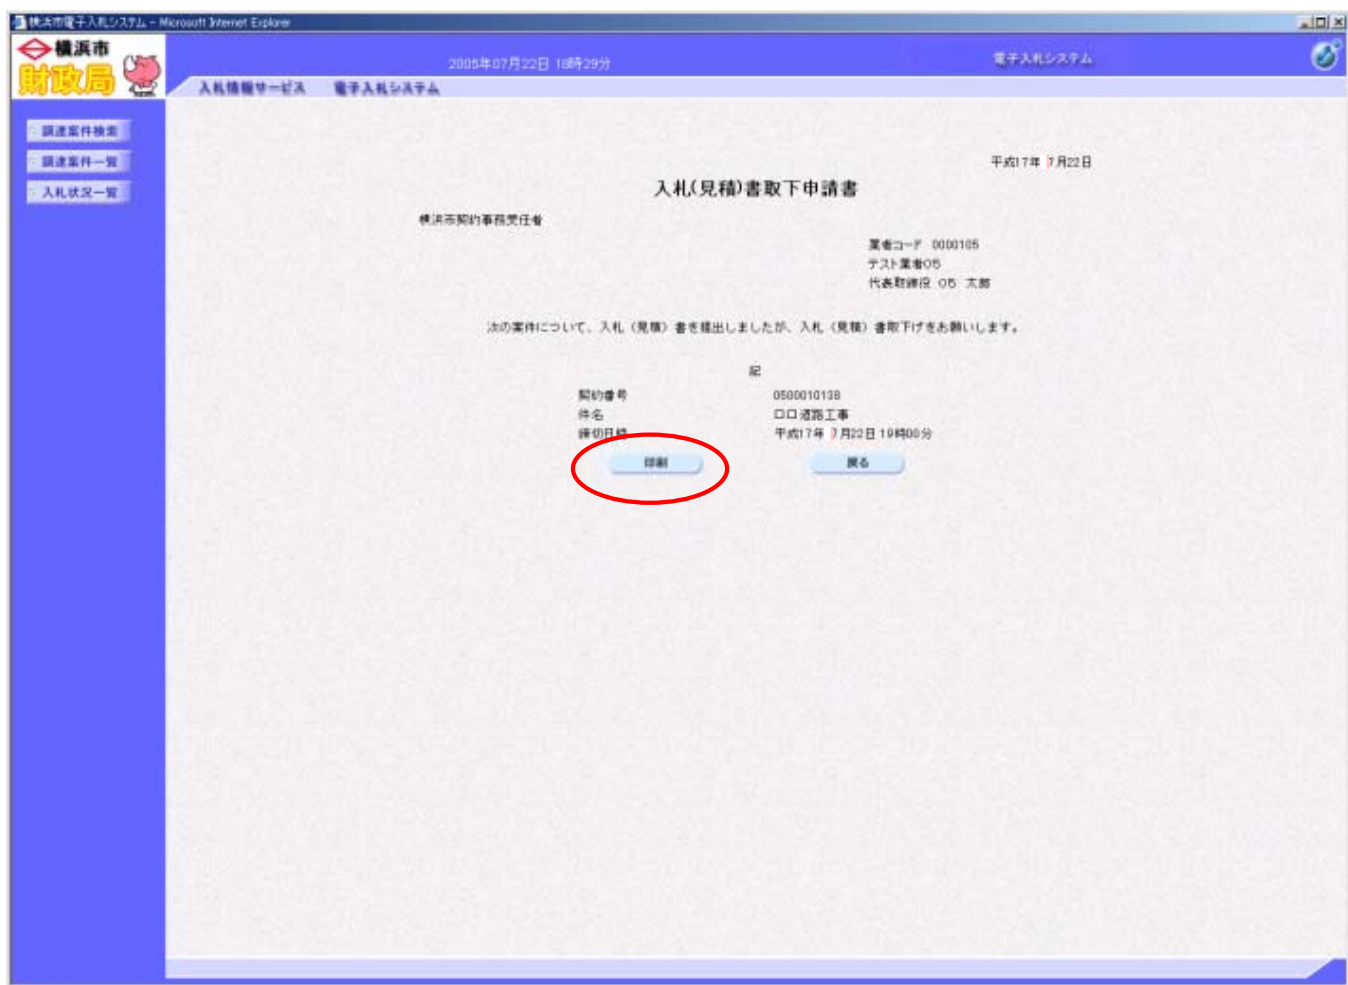 横浜市電子入札システム - Microsoft Internet Explorer
横浜市
財政局
2005年07月22日 18時29分
電子入札システム
入札情報サービス 電子入札システム
調達案件検索
調達案件一覧
入札状況一覧
平成17年 7月22日
入札(見積)書取下申請書
横浜市契約事務受任者
業者コード 0000105
テスト業者05
代表取締役 05 太郎
次の案件について、入札（見積）書を提出しましたが、入札（見積）書取下げをお願いします。
記
契約番号 0500010138
件名 口口道路工事
締切日時 平成17年 7月22日 19時00分
印刷 戻る